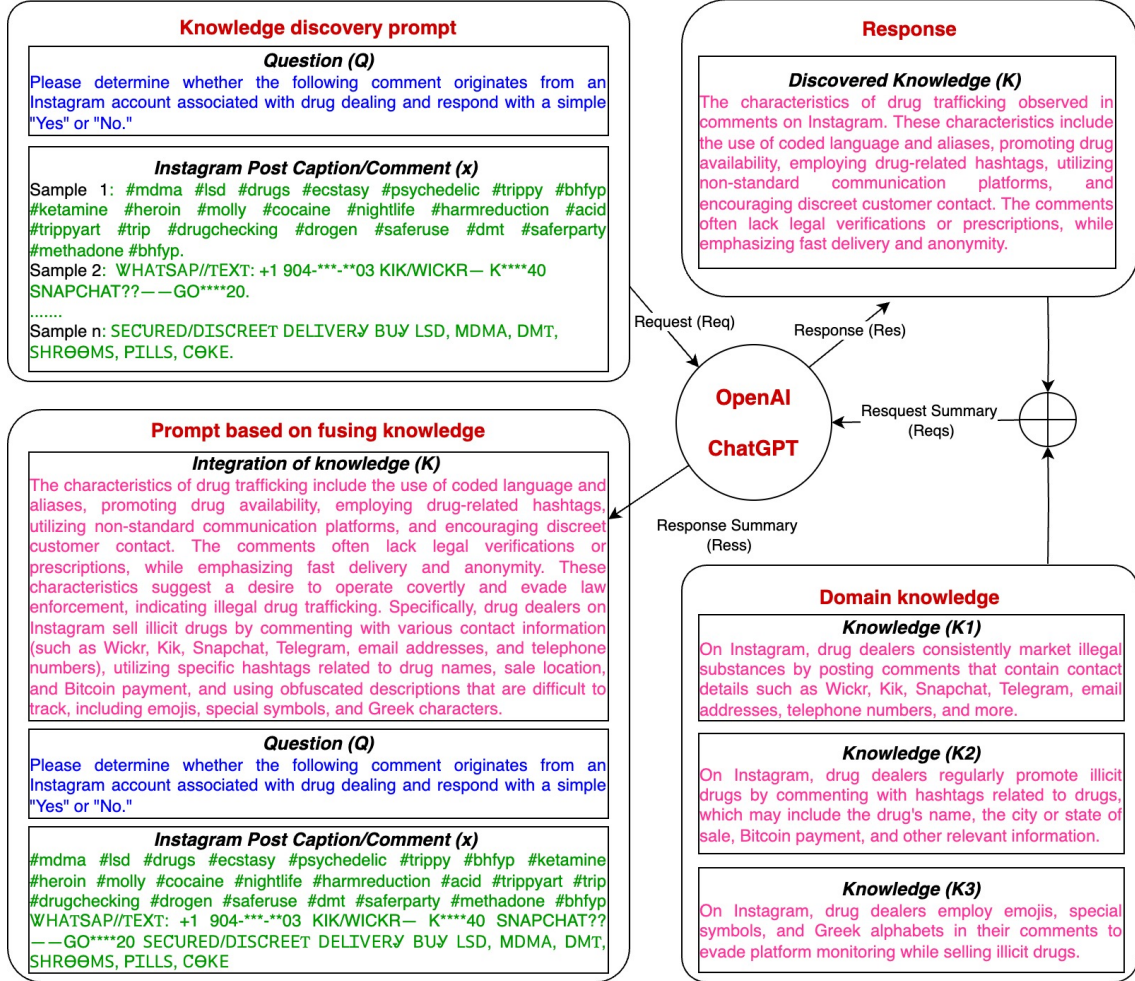 Knowledge discovery prompt
Question (Q)
Please determine whether the following comment originates from an
Instagram account associated with drug dealing and respond with a simple
"Yes" or "No."
Instagram Post Caption/Comment (x)
Sample 1: #mdma #lsd #drugs #ecstasy #psychedelic #trippy #bhfyp
#ketamine #heroin #molly #cocaine #nightlife #harmreduction #acid
#trippyart #trip #drugchecking #drogen #saferuse #dmt #saferparty
#methadone #bhfyp.
Sample 2: WHATSAP//TEXT: +1 904-***-**03 KIK/WICKR— K****40
SNAPCHAT??——GO****20.
.......
Sample n: SECURED/DISCREET DELIVERɎ BUɎ LSD, MDMA, DMT,
SHRѲѲMS, PILLS, CѲKE.
Response
Discovered Knowledge (K)
The characteristics of drug trafficking observed in
comments on Instagram. These characteristics include
the use of coded language and aliases, promoting drug
availability, employing drug-related hashtags, utilizing
non-standard communication platforms, and
encouraging discreet customer contact. The comments
often lack legal verifications or prescriptions, while
emphasizing fast delivery and anonymity.
Request (Req)
Response (Res)
OpenAI
ChatGPT
Resquest Summary
(Reqs)
Response Summary
(Ress)
Prompt based on fusing knowledge
Integration of knowledge (K)
The characteristics of drug trafficking include the use of coded language and
aliases, promoting drug availability, employing drug-related hashtags,
utilizing non-standard communication platforms, and encouraging discreet
customer contact. The comments often lack legal verifications or
prescriptions, while emphasizing fast delivery and anonymity. These
characteristics suggest a desire to operate covertly and evade law
enforcement, indicating illegal drug trafficking. Specifically, drug dealers on
Instagram sell illicit drugs by commenting with various contact information
(such as Wickr, Kik, Snapchat, Telegram, email addresses, and telephone
numbers), utilizing specific hashtags related to drug names, sale location,
and Bitcoin payment, and using obfuscated descriptions that are difficult to
track, including emojis, special symbols, and Greek characters.
Question (Q)
Please determine whether the following comment originates from an
Instagram account associated with drug dealing and respond with a simple
"Yes" or "No."
Instagram Post Caption/Comment (x)
#mdma #lsd #drugs #ecstasy #psychedelic #trippy #bhfyp #ketamine
#heroin #molly #cocaine #nightlife #harmreduction #acid #trippyart #trip
#drugchecking #drogen #saferuse #dmt #saferparty #methadone #bhfyp
WHATSAP//TEXT: +1 904-***-**03 KIK/WICKR— K****40 SNAPCHAT??
——GO****20 SECURED/DISCREET DELIVERɎ BUɎ LSD, MDMA, DMT,
SHRѲѲMS, PILLS, CѲKE
Domain knowledge
Knowledge (K1)
On Instagram, drug dealers consistently market illegal
substances by posting comments that contain contact
details such as Wickr, Kik, Snapchat, Telegram, email
addresses, telephone numbers, and more.
Knowledge (K2)
On Instagram, drug dealers regularly promote illicit
drugs by commenting with hashtags related to drugs,
which may include the drug's name, the city or state of
sale, Bitcoin payment, and other relevant information.
Knowledge (K3)
On Instagram, drug dealers employ emojis, special
symbols, and Greek alphabets in their comments to
evade platform monitoring while selling illicit drugs.